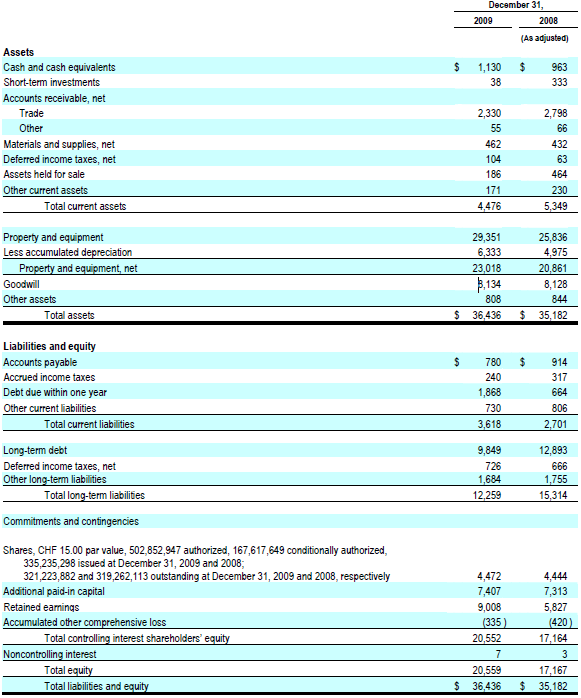 December 31,
2009 2008
(As adjusted)
Assets
Cash and cash equivalents $ 1,130 $ 963
Short-term investments 38 333
Accounts receivable, net
Trade 2,330 2,798
Other 55 66
Materials and supplies, net 462 432
Deferred income taxes, net 104 63
Assets held for sale 186 464
Other current assets 171 230
Total current assets 4,476 5,349
Property and equipment 29,351 25,836
Less accumulated depreciation 6,333 4,975
Property and equipment, net 23,018 20,861
Goodwill 8,134 8,128
Other assets 808 844
Total assets $ 36,436 $ 35,182
Liabilities and equity
Accounts payable $ 780 $ 914
Accrued income taxes 240 317
Debt due within one year 1,868 664
Other current liabilities 730 806
Total current liabilities 3,618 2,701
Long-term debt 9,849 12,893
Deferred income taxes, net 726 666
Other long-term liabilities 1,684 1,755
Total long-term liabilities 12,259 15,314
Commitments and contingencies
Shares, CHF 15.00 par value, 502,852,947 authorized, 167,617,649 conditionally authorized,
335,235,298 issued at December 31, 2009 and 2008;
321,223,882 and 319,262,113 outstanding at December 31, 2009 and 2008, respectively 4,472 4,444
Additional paid-in capital 7,407 7,313
Retained earnings 9,008 5,827
Accumulated other comprehensive loss (335 ) (420 )
Total controlling interest shareholders' equity 20,552 17,164
Noncontrolling interest 7 3
Total equity 20,559 17,167
Total liabilities and equity $ 36,436 $ 35,182